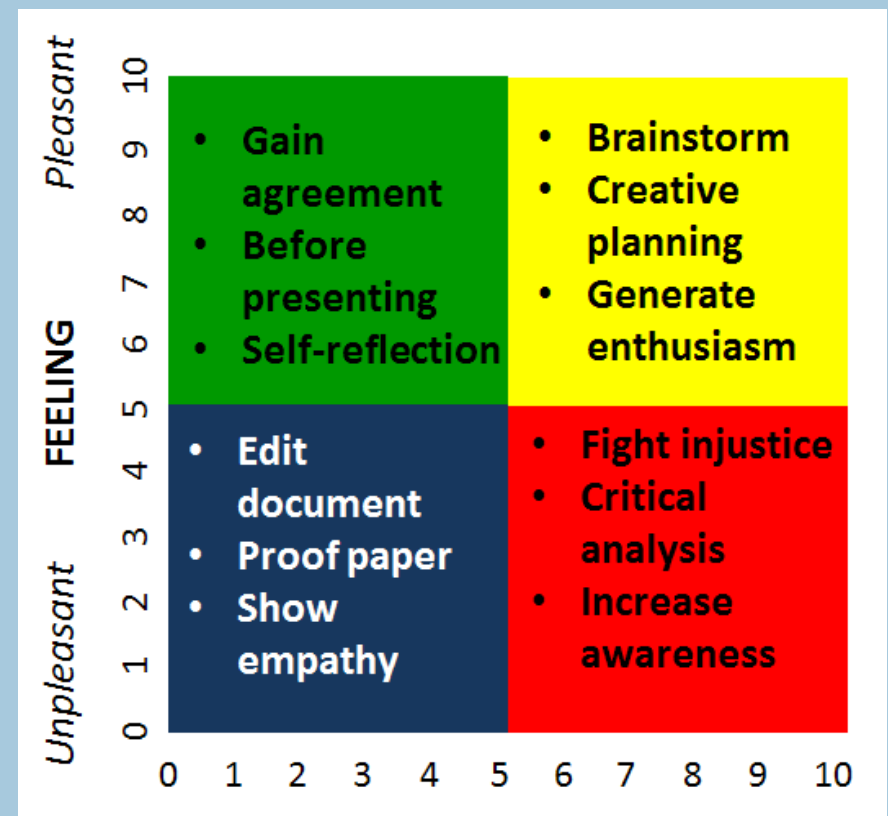 Pleasant
FEELING
Unpleasant
10
9
8
7
6
5
4
3
2
1
0
• Gain
agreement
• Before
presenting
• Self-reflection
• Brainstorm
• Creative
planning
• Generate
enthusiasm
• Edit
document
• Proof paper
• Show
empathy
• Fight injustice
• Critical
analysis
• Increase
awareness
0 1 2 3 4 5 6 7 8 9 10